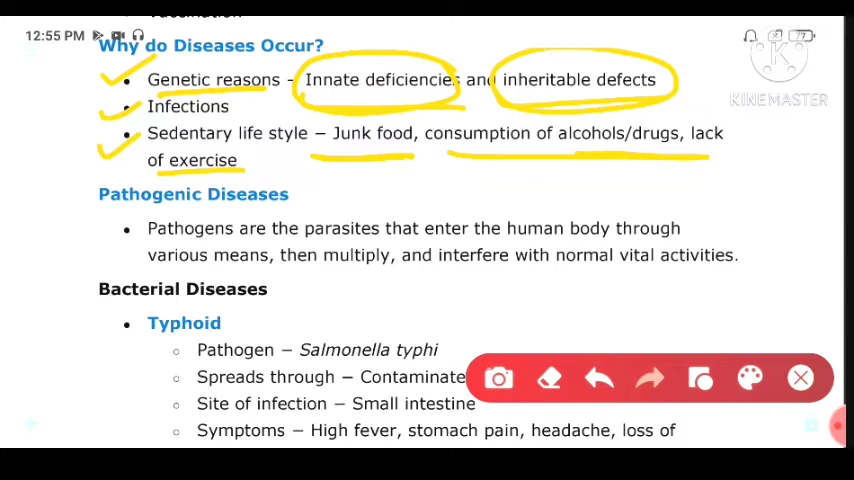 12:55 PM
77
KINEMASTER
Why do Diseases Occur?
• Genetic reasons – Innate deficiencies and inheritable defects
• Infections
• Sedentary life style – Junk food, consumption of alcohols/drugs, lack
of exercise
Pathogenic Diseases
• Pathogens are the parasites that enter the human body through
various means, then multiply, and interfere with normal vital activities.
Bacterial Diseases
• Typhoid
○ Pathogen – Salmonella typhi
○ Spreads through – Contaminate
○ Site of infection – Small intestine
○ Symptoms – High fever, stomach pain, headache, loss of